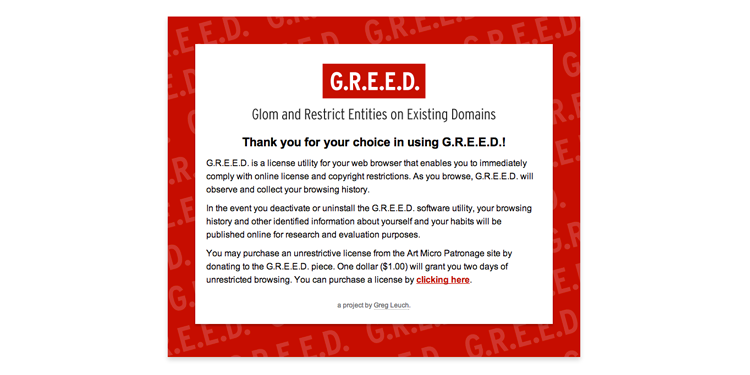 G.R.E.E.D.
Glom and Restrict Entities on Existing Domains
Thank you for your choice in using G.R.E.E.D.!
G.R.E.E.D. is a license utility for your web browser that enables you to immediately
comply with online license and copyright restrictions. As you browse, G.R.E.E.D. will
observe and collect your browsing history.
In the event you deactivate or uninstall the G.R.E.E.D. software utility, your browsing
history and other identified information about yourself and your habits will be
published online for research and evaluation purposes.
You may purchase an unrestrictive license from the Art Micro Patronage site by
donating to the G.R.E.E.D. piece. One dollar ($1.00) will grant you two days of
unrestricted browsing. You can purchase a license by clicking here.
a project by Greg Leuch.